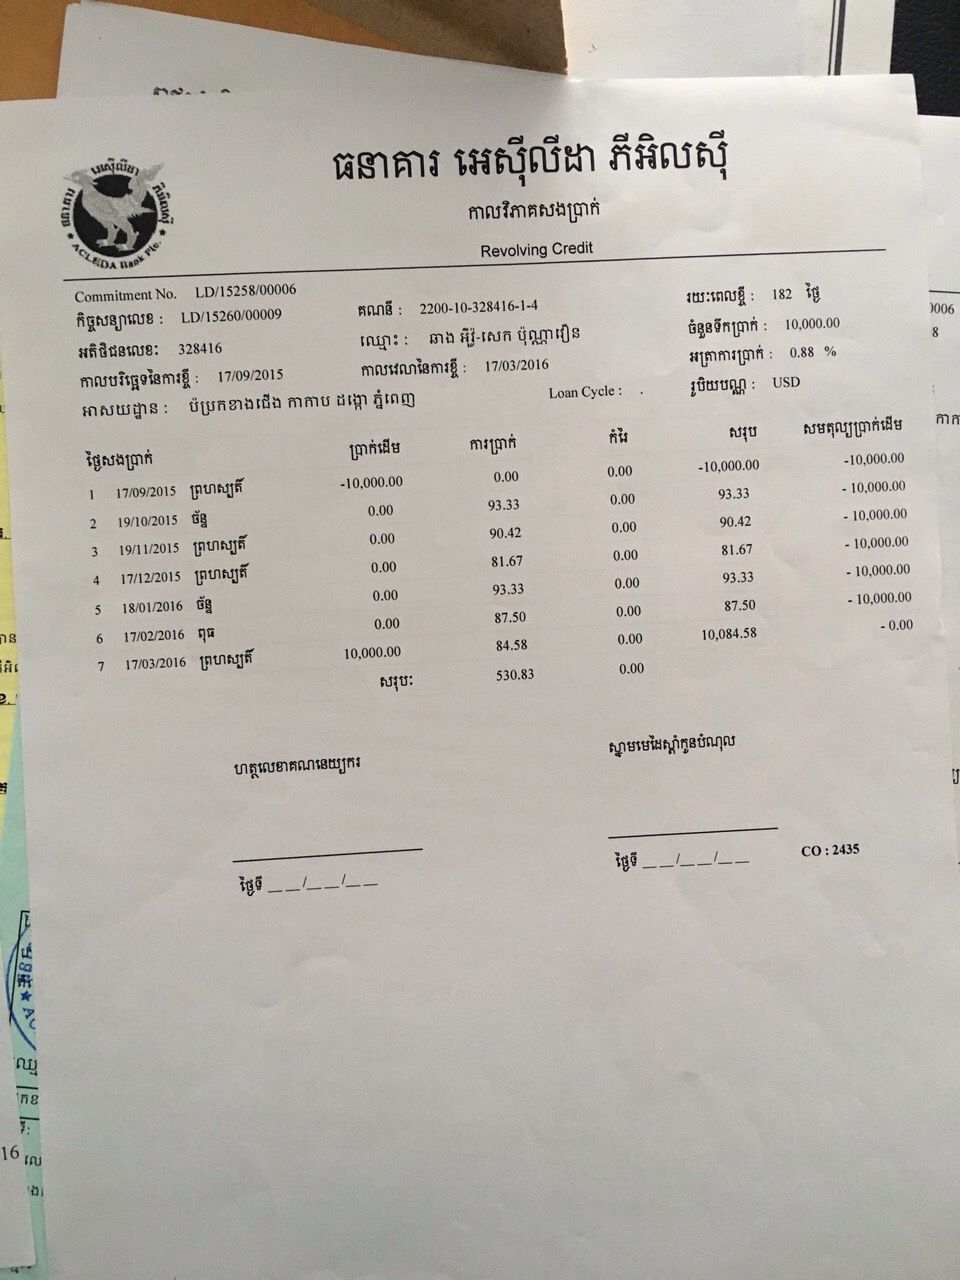 ធនាគារ អេស៊ីលីដា ភីអិលស៊ី
កាលវិភាគសងប្រាក់
Revolving Credit
ធនាគារ អេស៊ីលីដា ភីអិលស៊ី
ACLEDA Bank Plc.
Commitment No. LD/15258/00006
កិច្ចសន្យាលេខ : LD/15260/00009 គណនី : 2200-10-328416-1-4 រយៈពេលខ្ចី : 182 ថ្ងៃ
អតិថិជនលេខ: 328416 ឈ្មោះ : ឆាង អ៊ីវ៉ូ-សេក ប៉ុណ្ណាវឿន ចំនួនទឹកប្រាក់ : 10,000.00
កាលបរិច្ឆេទនៃការខ្ចី : 17/09/2015 កាលវេលានៃការខ្ចី : 17/03/2016 អត្រាការប្រាក់ : 0.88 %
អាសយដ្ឋាន : ប៉ប្រកខាងជើង កាកាប ដង្កោ ភ្នំពេញ Loan Cycle : . រូបិយបណ្ណ : USD
ថ្ងៃសងប្រាក់ ប្រាក់ដើម ការប្រាក់ កំរៃ សរុប សមតុល្យប្រាក់ដើម
1 17/09/2015 ព្រហស្បតិ៍ -10,000.00 0.00 0.00 -10,000.00 -10,000.00
2 19/10/2015 ច័ន្ទ 0.00 93.33 0.00 93.33 - 10,000.00
3 19/11/2015 ព្រហស្បតិ៍ 0.00 90.42 0.00 90.42 - 10,000.00
4 17/12/2015 ព្រហស្បតិ៍ 0.00 81.67 0.00 81.67 - 10,000.00
5 18/01/2016 ច័ន្ទ 0.00 93.33 0.00 93.33 - 10,000.00
6 17/02/2016 ពុធ 0.00 87.50 0.00 87.50 - 10,000.00
7 17/03/2016 ព្រហស្បតិ៍ 10,000.00 84.58 0.00 10,084.58 - 0.00
សរុប: 530.83 0.00
ហត្ថលេខាគណនេយ្យករ ស្នាមមេដៃស្តាំកូនបំណុល
ថ្ងៃទី __/__/__ ថ្ងៃទី __/__/__ CO : 2435